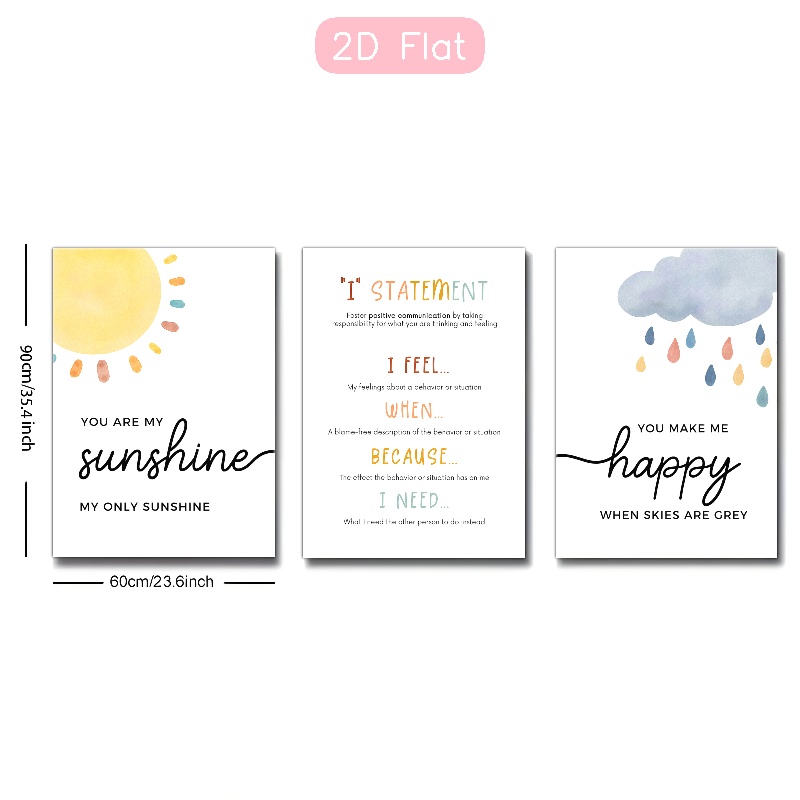 2D Flat
90cm/35.4 inch
YOU ARE MY
sunshine
MY ONLY SUNSHINE
60cm/23.6inch
"I" STATEMENT
Foster positive communication by taking
responsibility for what you are thinking and feeling
I FEEL...
My feelings about a behavior or situation
WHEN...
A blame-free description of the behavior or situation
BECAUSE...
The effect the behavior or situation has on me
I NEED...
What I need the other person to do instead
YOU MAKE ME
happy
WHEN SKIES ARE GREY